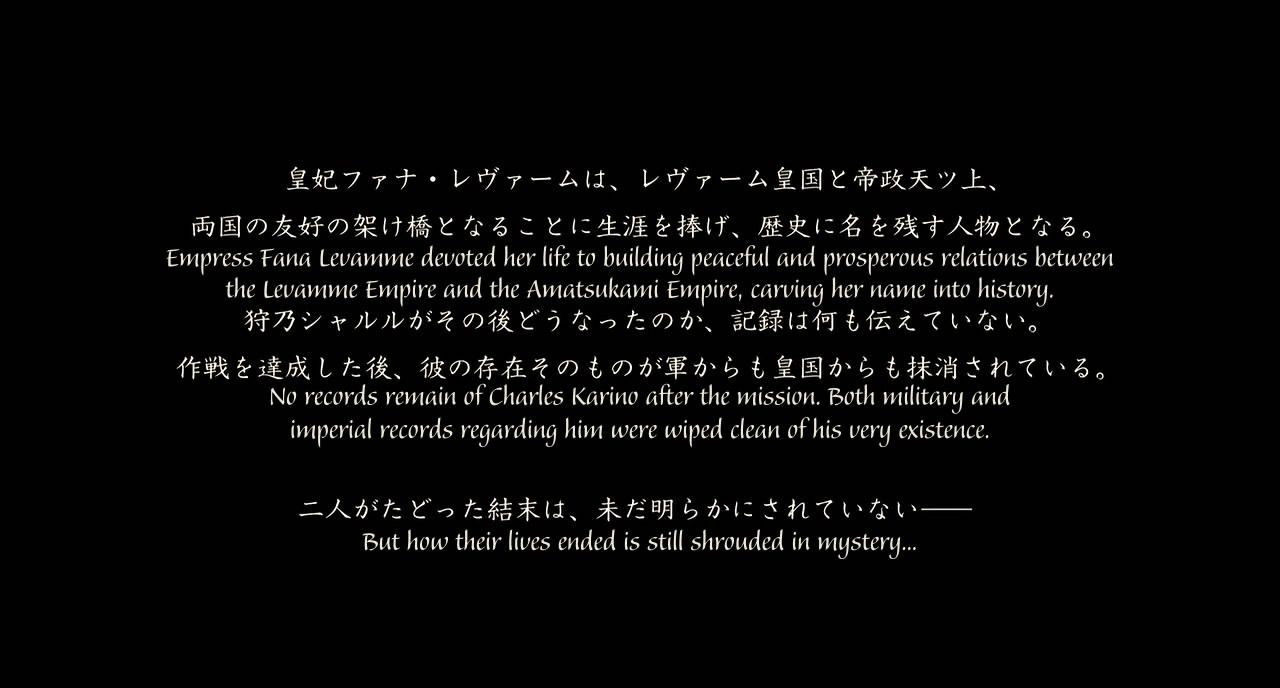 皇妃ファナ・レヴァームは、レヴァーム皇国と帝政天ツ上、
両国の友好の架け橋となることに生涯を捧げ、歴史に名を残す人物となる。
Empress Fana Levamme devoted her life to building peaceful and prosperous relations between
the Levamme Empire and the Amatsukami Empire, carving her name into history.
狩乃シャルルがその後どうなったのか、記録は何も伝えていない。
作戦を達成した後、彼の存在そのものが軍からも皇国からも抹消されている。
No records remain of Charles Karino after the mission. Both military and
imperial records regarding him were wiped clean of his very existence.
二人がたどった結末は、未だ明らかにされていない――
But how their lives ended is still shrouded in mystery...